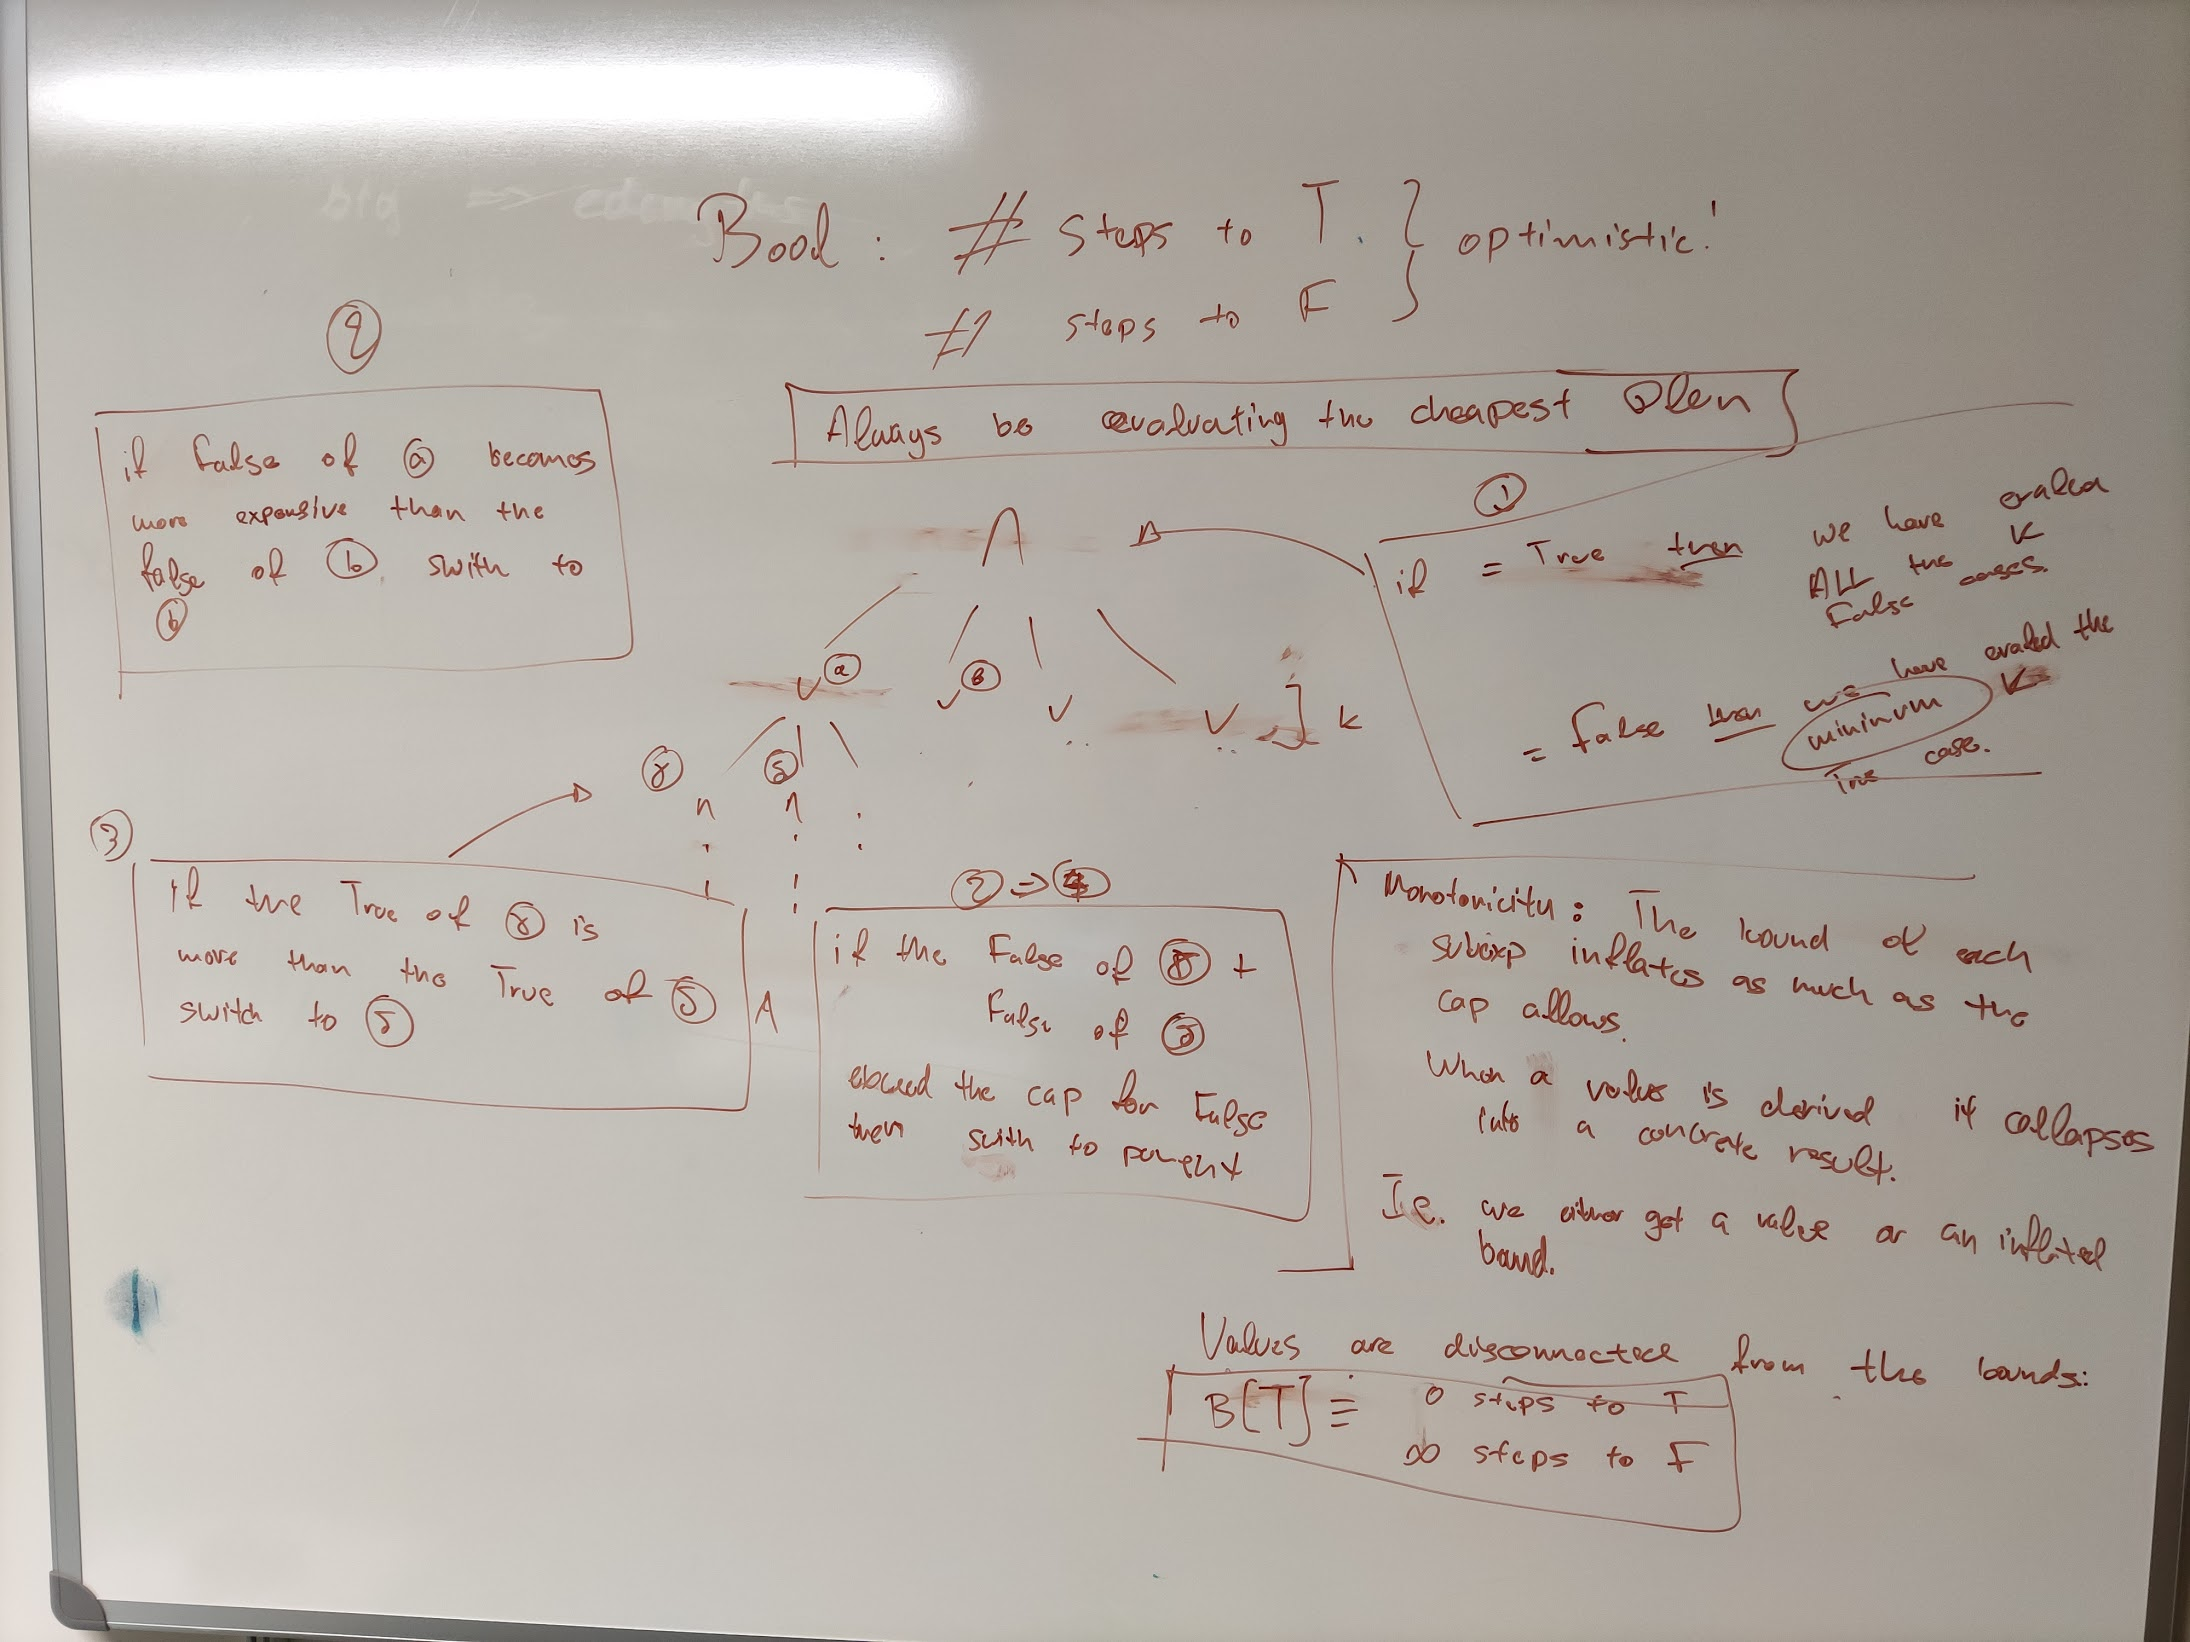 Bool : # steps to T. } optimistic!
# steps to F
Always be evaluating the cheapest plan
2
if False of ⓐ becomes
more expensive than the
false of ⓑ swith to
ⓑ
∧
∨ ⓐ
∨ ⓑ
∨
∨ ] k
..
..
Ⓖ
γ
δ
∧
∧
1
if = True then we have evaled
ALL the K
False cases.
= False then we have evaled the
minimum K
True case.
3
if the True of γ is
more than the True of δ
switch to δ
∧
2 => 4
if the False of γ +
False of δ
exceed the cap for False
then swith to parent
Monotonicity: The bound of each
subexp inflates as much as the
cap allows.
When a value is derived it collapses
into a concrete result.
I.e. we either get a value or an inflated
bound.
Values are disconnected from the bounds:
B[T] ≡ 0 steps to T
∞ steps to F